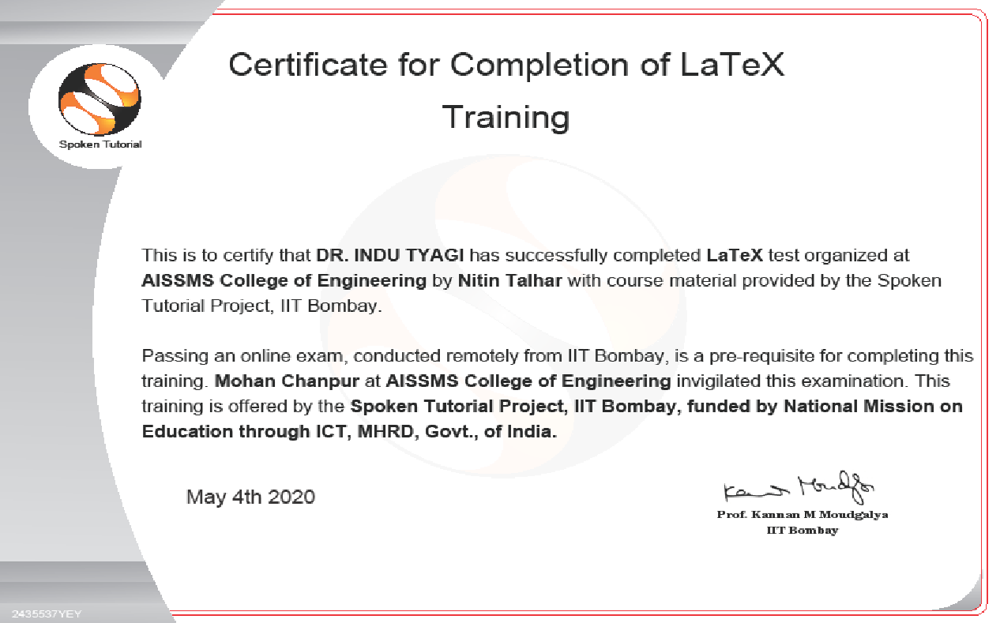 Certificate for Completion of LaTeX
Training
Spoken Tutorial
This is to certify that DR. INDU TYAGI has successfully completed LaTeX test organized at
AISSMS College of Engineering by Nitin Talhar with course material provided by the Spoken
Tutorial Project, IIT Bombay.
Passing an online exam, conducted remotely from IIT Bombay, is a pre-requisite for completing this
training. Mohan Chanpur at AISSMS College of Engineering invigilated this examination. This
training is offered by the Spoken Tutorial Project, IIT Bombay, funded by National Mission on
Education through ICT, MHRD, Govt., of India.
May 4th 2020
Prof. Kannan M Moudgalya
IIT Bombay
2435537YEY